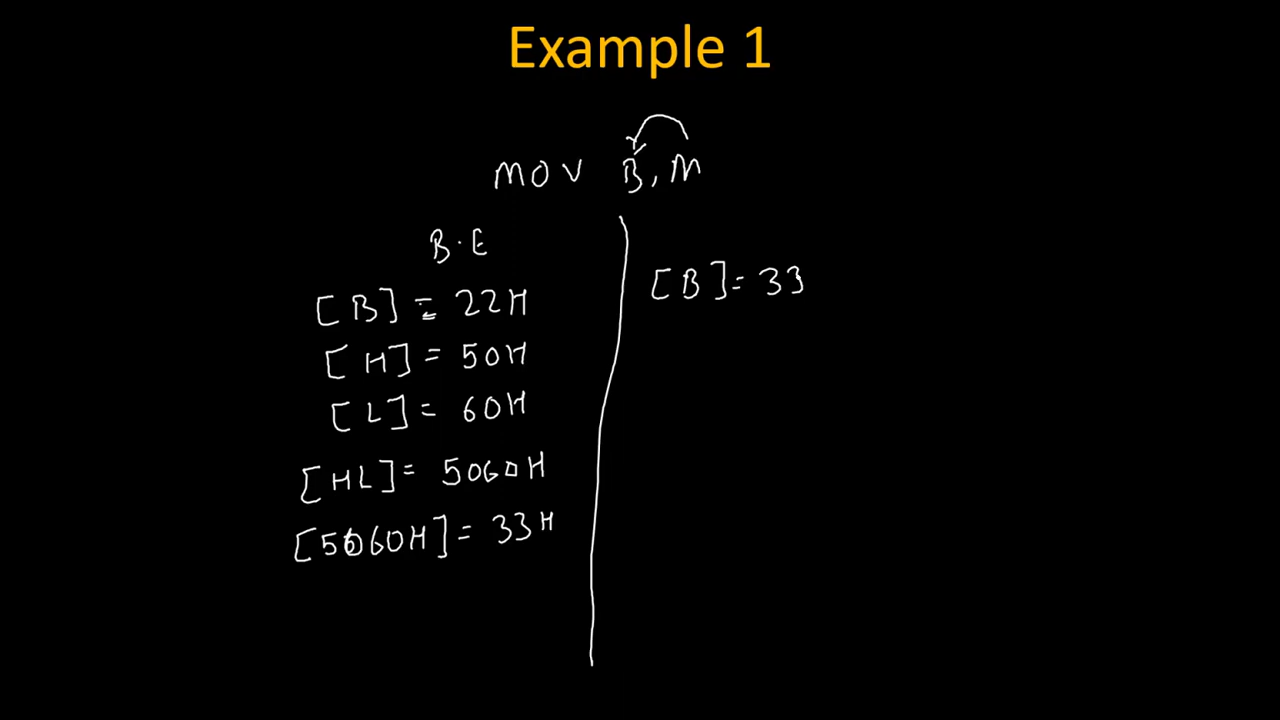 Example 1
MOV B, M
B.E
[B] = 22H
[H] = 50H
[L] = 60H
[HL] = 5060H
[5060H] = 33H
[B] = 33